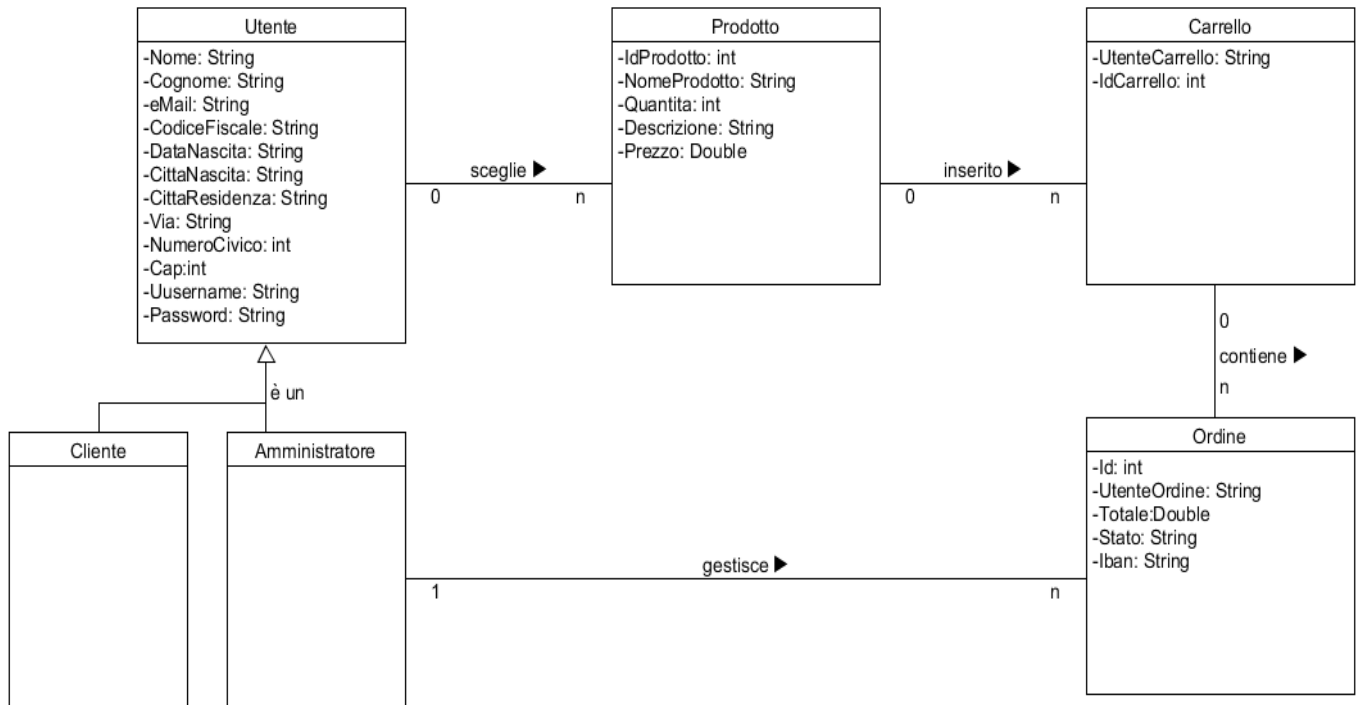 Utente
-Nome: String
-Cognome: String
-eMail: String
-CodiceFiscale: String
-DataNascita: String
-CittaNascita: String
-CittaResidenza: String
-Via: String
-NumeroCivico: int
-Cap:int
-Uusername: String
-Password: String
sceglie ▶
0
n
Prodotto
-IdProdotto: int
-NomeProdotto: String
-Quantita: int
-Descrizione: String
-Prezzo: Double
inserito ▶
0
n
Carrello
-UtenteCarrello: String
-IdCarrello: int
0
contiene ▶
n
è un
Cliente
Amministratore
gestisce ▶
1
n
Ordine
-Id: int
-UtenteOrdine: String
-Totale:Double
-Stato: String
-Iban: String